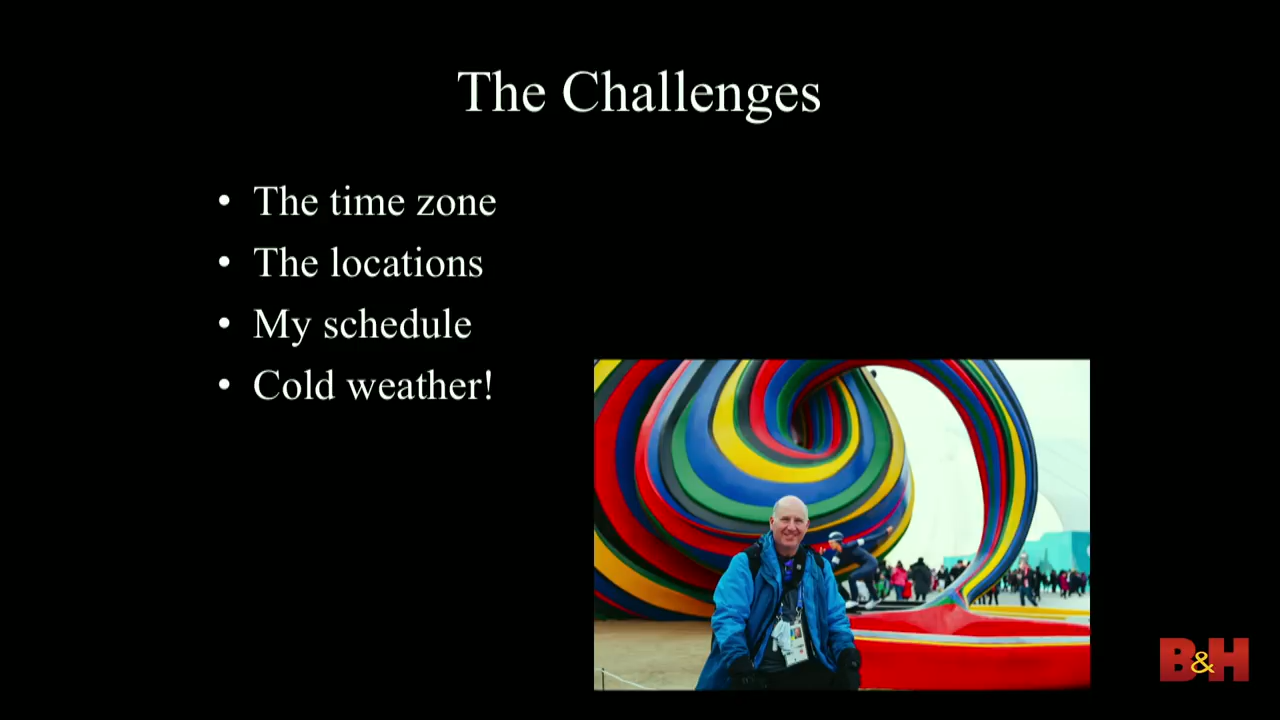 The Challenges
• The time zone
• The locations
• My schedule
• Cold weather!
B&H